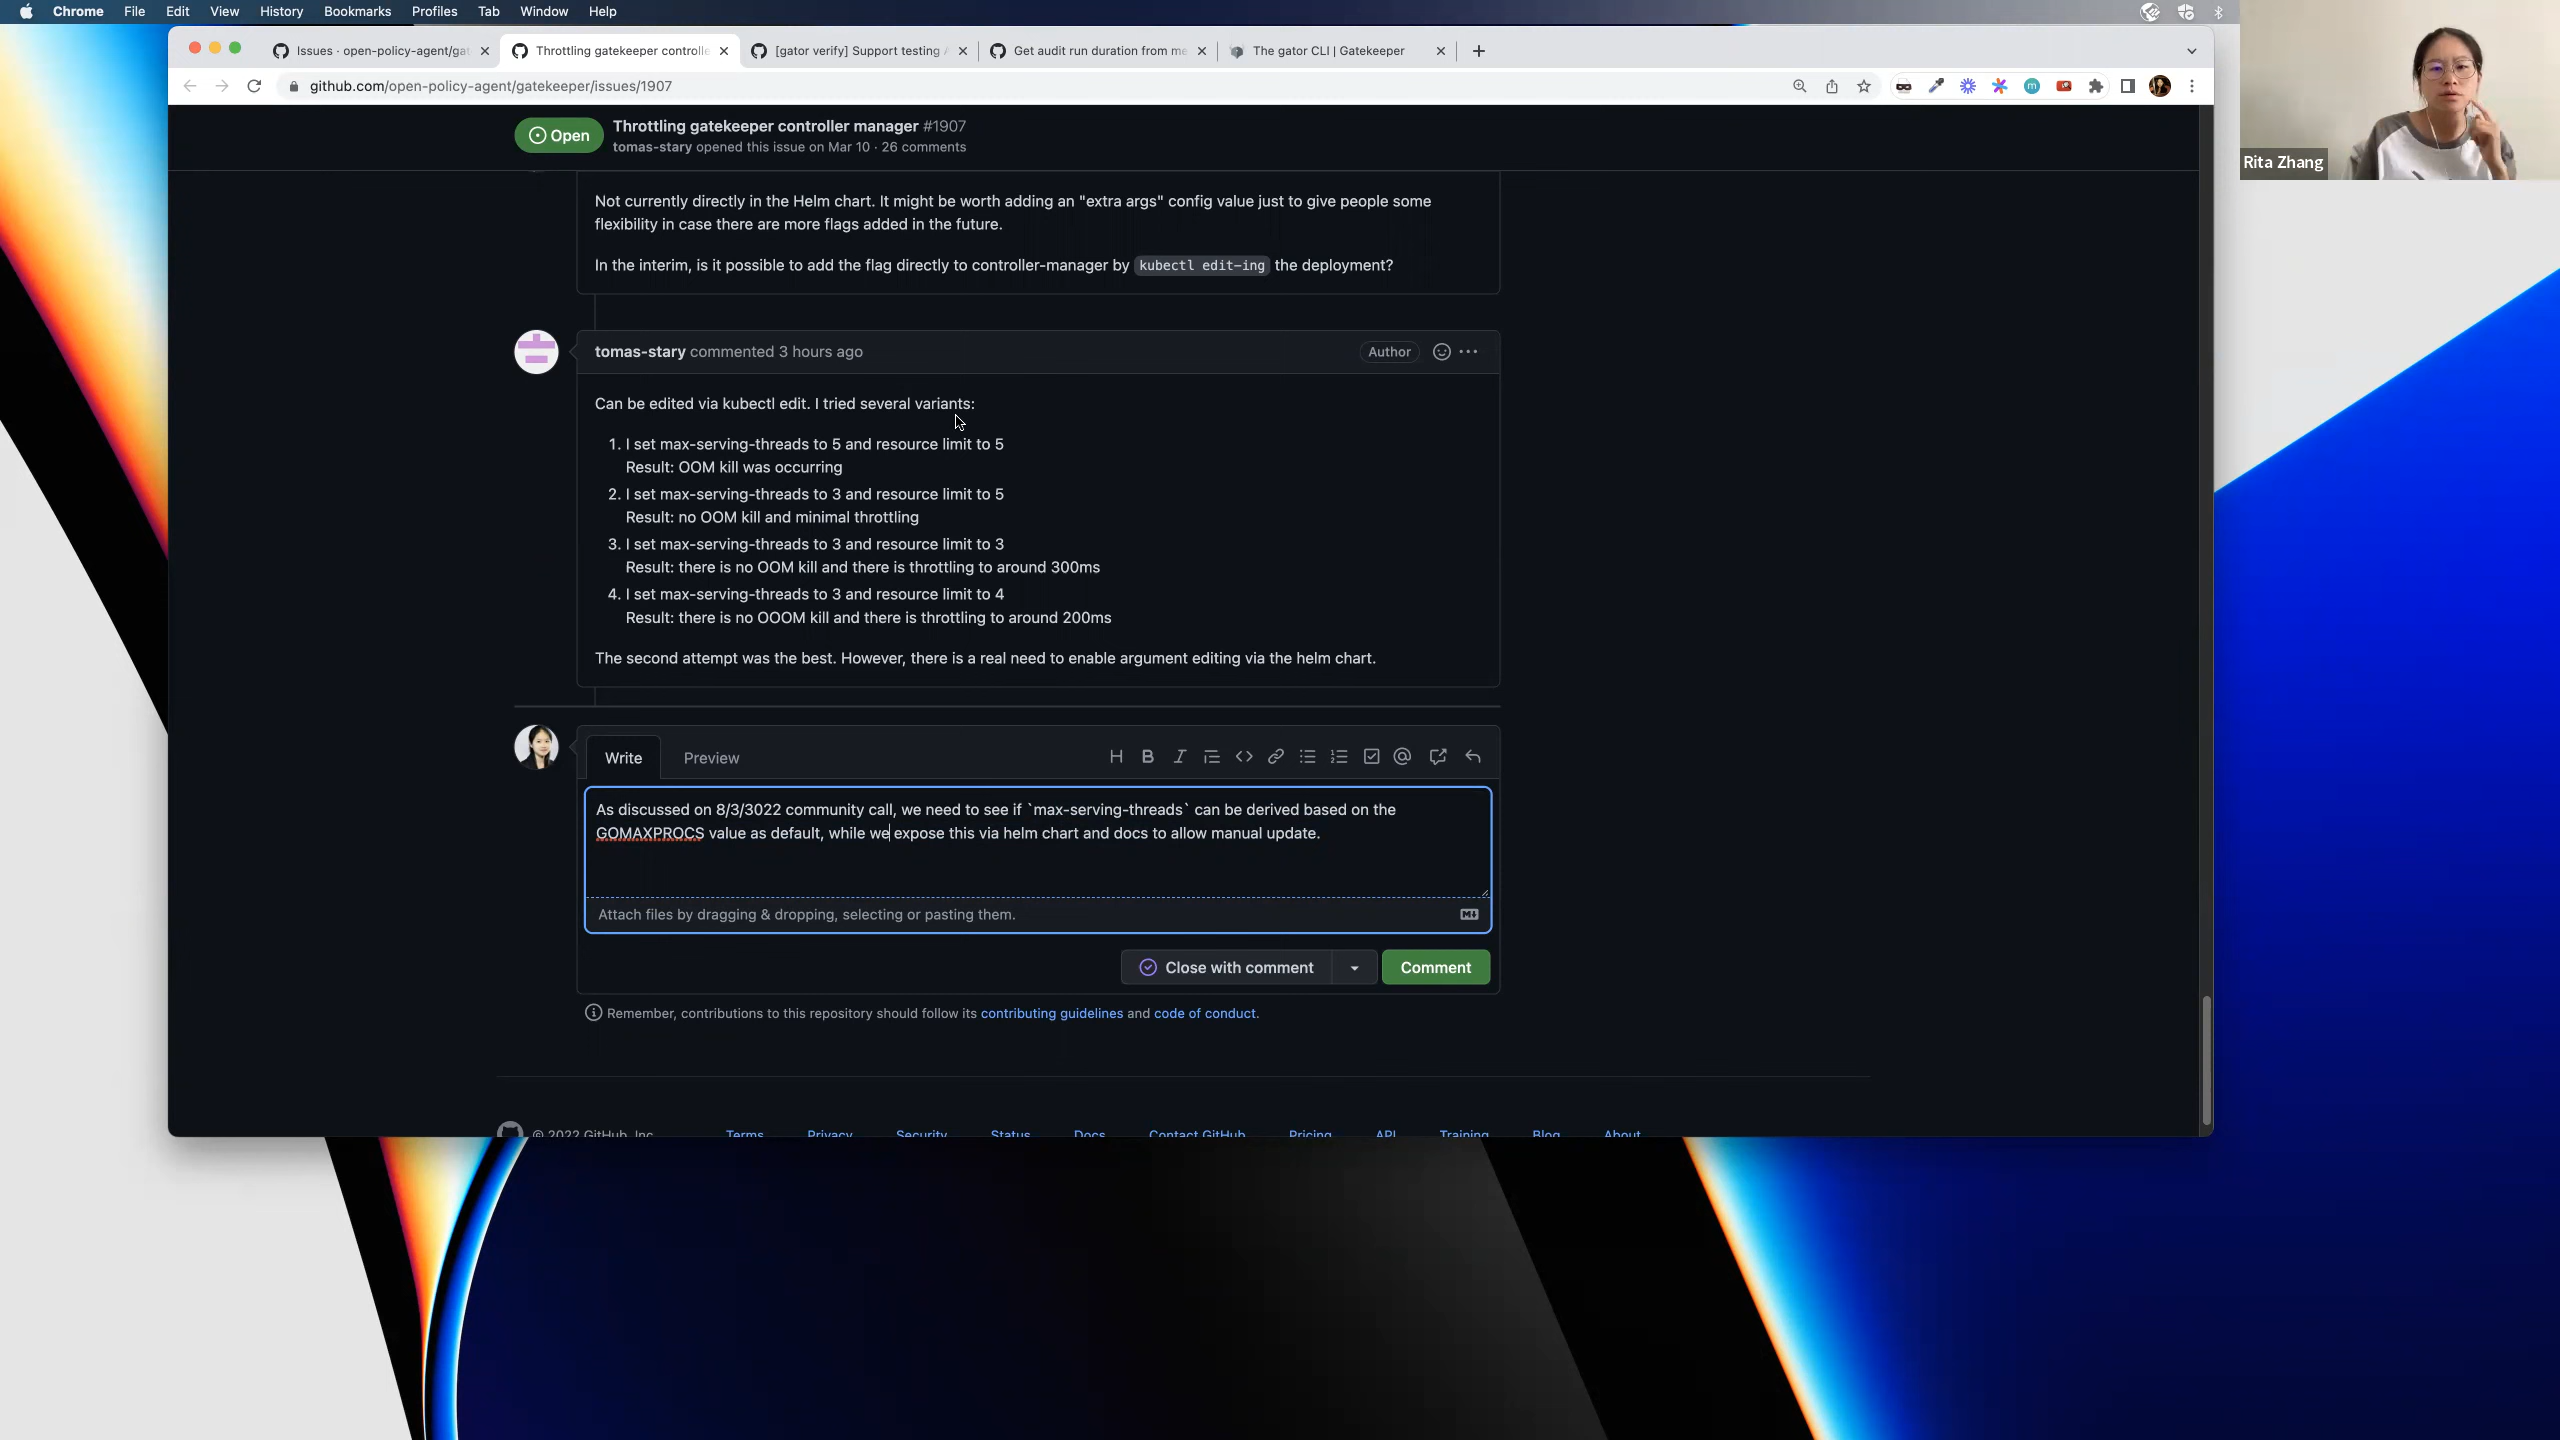 Chrome File Edit View History Bookmarks Profiles Tab Window Help
Issues · open-policy-agent/gat
Throttling gatekeeper controlle
[gator verify] Support testing
Get audit run duration from me
The gator CLI | Gatekeeper
github.com/open-policy-agent/gatekeeper/issues/1907
Rita Zhang
Open
Throttling gatekeeper controller manager #1907
tomas-stary opened this issue on Mar 10 · 26 comments
Not currently directly in the Helm chart. It might be worth adding an "extra args" config value just to give people some
flexibility in case there are more flags added in the future.
In the interim, is it possible to add the flag directly to controller-manager by kubectl edit-ing the deployment?
tomas-stary commented 3 hours ago
Author
Can be edited via kubectl edit. I tried several variants:
1. I set max-serving-threads to 5 and resource limit to 5
Result: OOM kill was occurring
2. I set max-serving-threads to 3 and resource limit to 5
Result: no OOM kill and minimal throttling
3. I set max-serving-threads to 3 and resource limit to 3
Result: there is no OOM kill and there is throttling to around 300ms
4. I set max-serving-threads to 3 and resource limit to 4
Result: there is no OOOM kill and there is throttling to around 200ms
The second attempt was the best. However, there is a real need to enable argument editing via the helm chart.
Write Preview
As discussed on 8/3/3022 community call, we need to see if `max-serving-threads` can be derived based on the
GOMAXPROCS value as default, while we expose this via helm chart and docs to allow manual update.
Attach files by dragging & dropping, selecting or pasting them.
Close with comment
Comment
Remember, contributions to this repository should follow its contributing guidelines and code of conduct.
© 2022 GitHub, Inc. Terms Privacy Security Status Docs Contact GitHub Pricing API Training Blog About